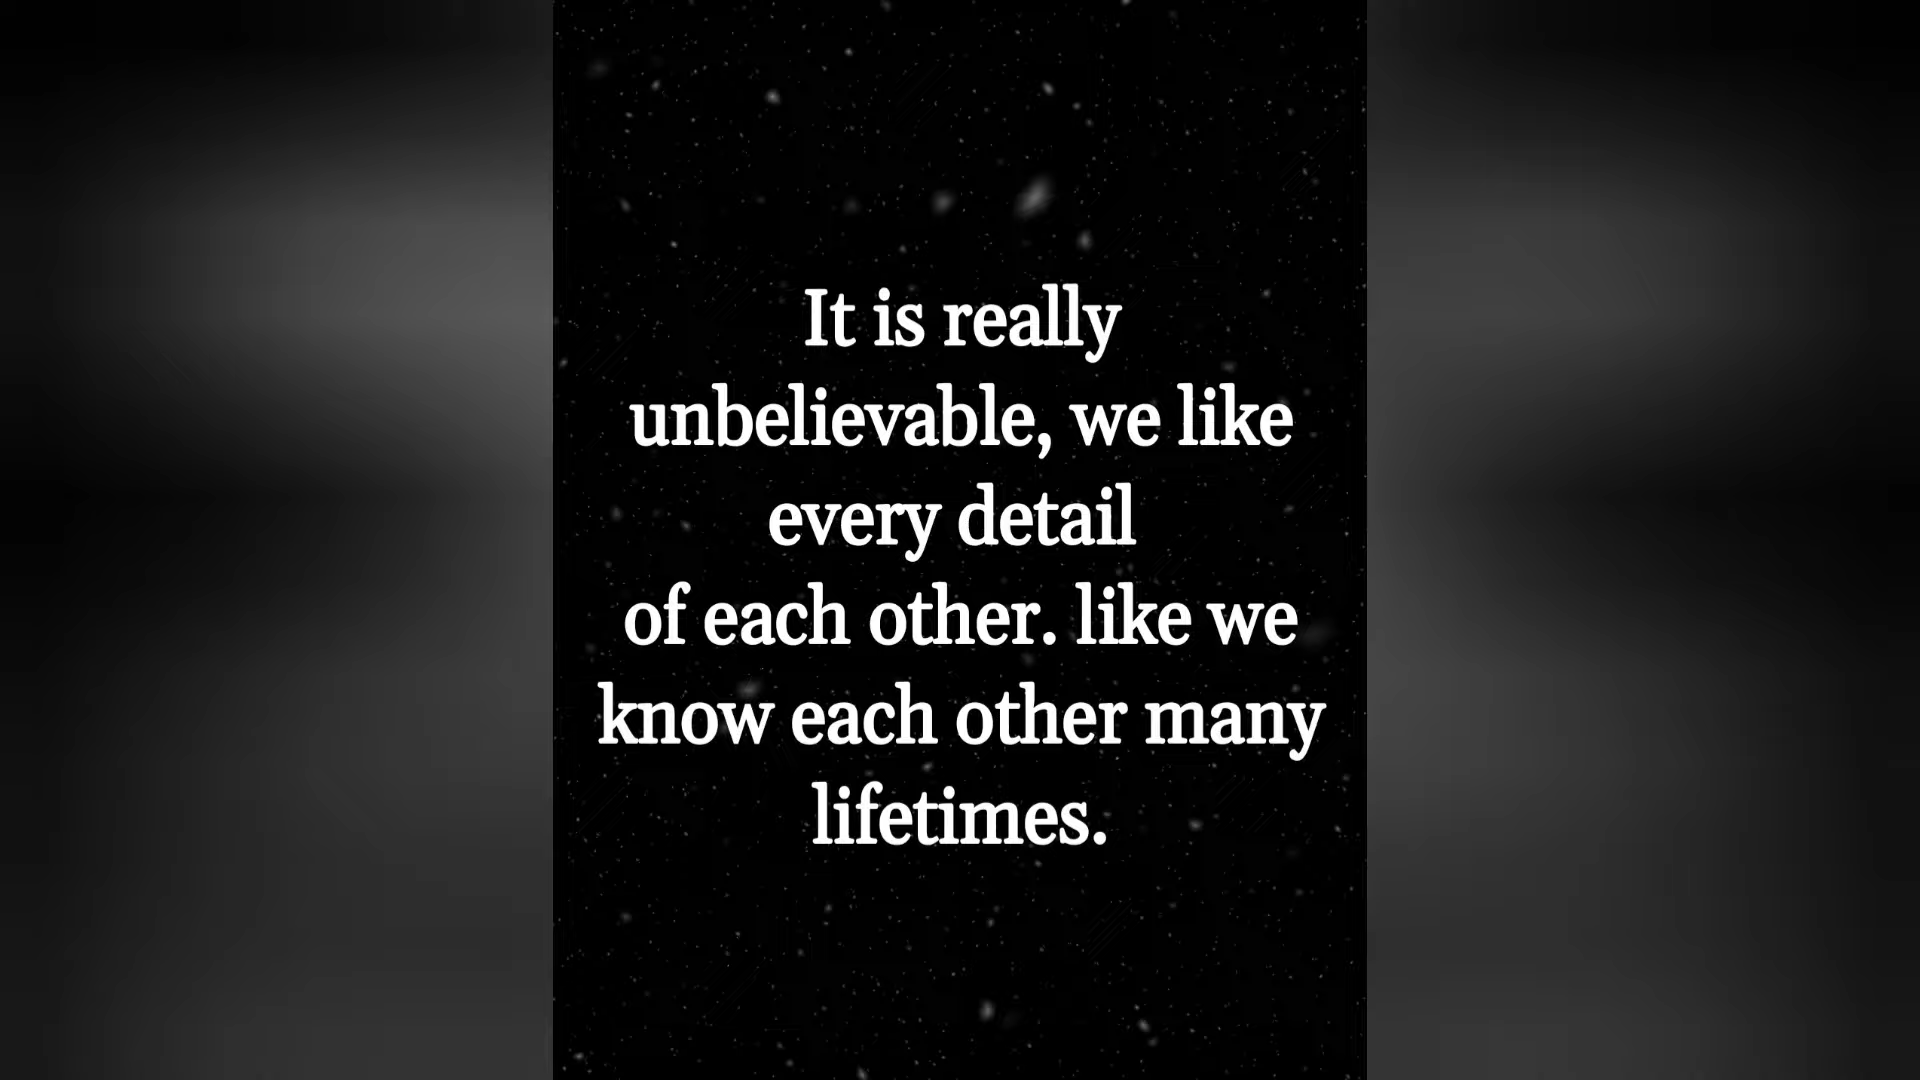 It is really
unbelievable, we like
every detail
of each other. like we
know each other many
lifetimes.